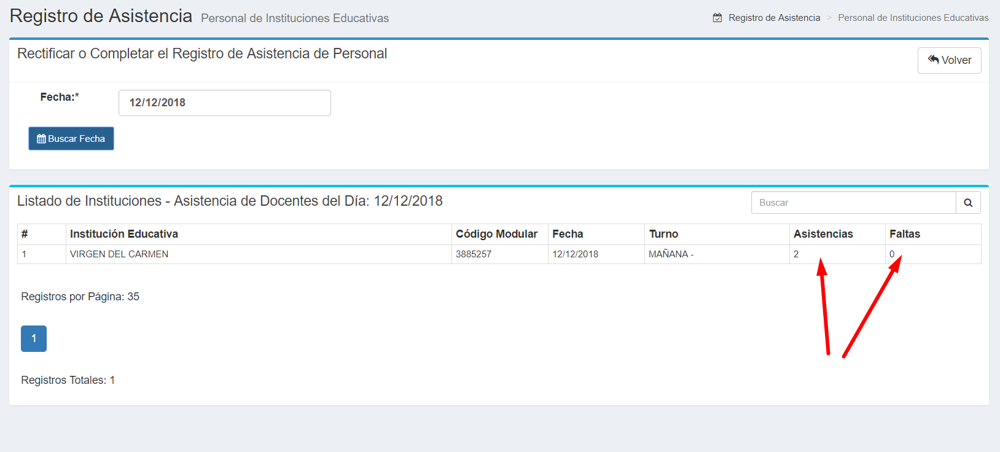 Registro de Asistencia Personal de Instituciones Educativas
Registro de Asistencia > Personal de Instituciones Educativas
Rectificar o Completar el Registro de Asistencia de Personal
Volver
Fecha:* 12/12/2018
Buscar Fecha
Listado de Instituciones - Asistencia de Docentes del Día: 12/12/2018
Buscar
# Institución Educativa Código Modular Fecha Turno Asistencias Faltas
1 VIRGEN DEL CARMEN 3885257 12/12/2018 MAÑANA - 2 0
Registros por Página: 35
1
Registros Totales: 1